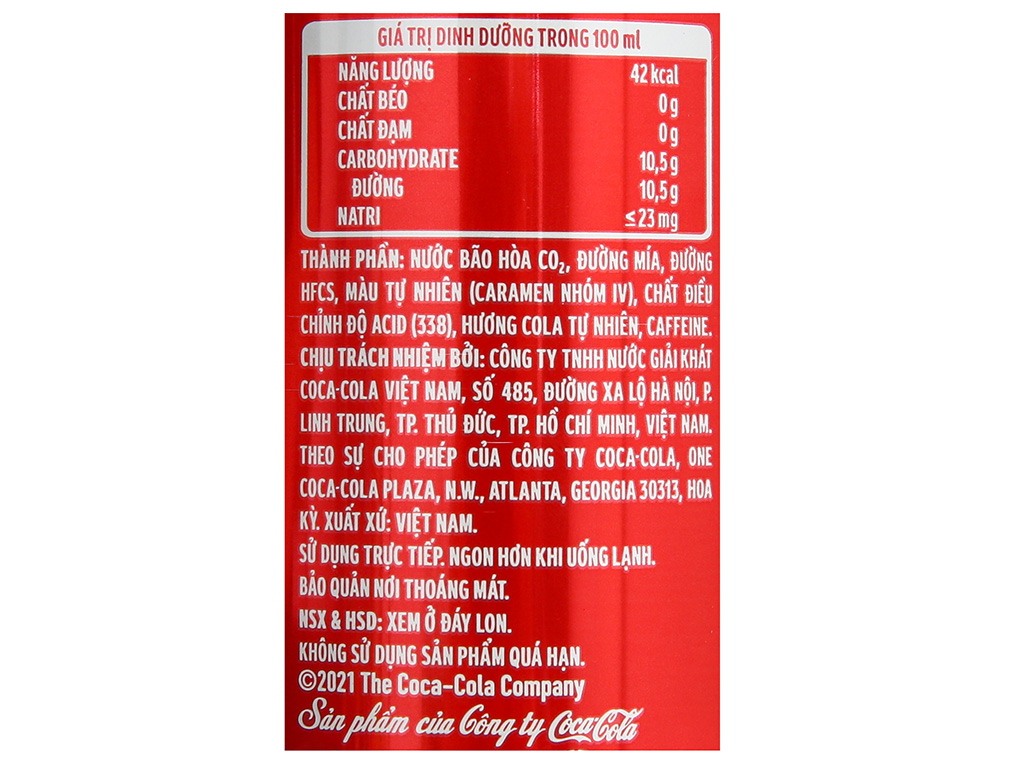 GIÁ TRỊ DINH DƯỠNG TRONG 100 ml
NĂNG LƯỢNG 42 kcal
CHẤT BÉO 0 g
CHẤT ĐẠM 0 g
CARBOHYDRATE 10,5 g
ĐƯỜNG 10,5 g
NATRI ≤ 23 mg
THÀNH PHẦN: NƯỚC BÃO HÒA CO₂, ĐƯỜNG MÍA, ĐƯỜNG
HFCS, MÀU TỰ NHIÊN (CARAMEN NHÓM IV), CHẤT ĐIỀU
CHỈNH ĐỘ ACID (338), HƯƠNG COLA TỰ NHIÊN, CAFFEINE.
CHỊU TRÁCH NHIỆM BỞI: CÔNG TY TNHH NƯỚC GIẢI KHÁT
COCA-COLA VIỆT NAM, SỐ 485, ĐƯỜNG XA LỘ HÀ NỘI, P.
LINH TRUNG, TP. THỦ ĐỨC, TP. HỒ CHÍ MINH, VIỆT NAM.
THEO SỰ CHO PHÉP CỦA CÔNG TY COCA-COLA, ONE
COCA-COLA PLAZA, N.W., ATLANTA, GEORGIA 30313, HOA
KỲ. XUẤT XỨ: VIỆT NAM.
SỬ DỤNG TRỰC TIẾP. NGON HƠN KHI UỐNG LẠNH.
BẢO QUẢN NƠI THOÁNG MÁT.
NSX & HSD: XEM Ở ĐÁY LON.
KHÔNG SỬ DỤNG SẢN PHẨM QUÁ HẠN.
©2021 The Coca-Cola Company
Sản phẩm của Công ty Coca-Cola